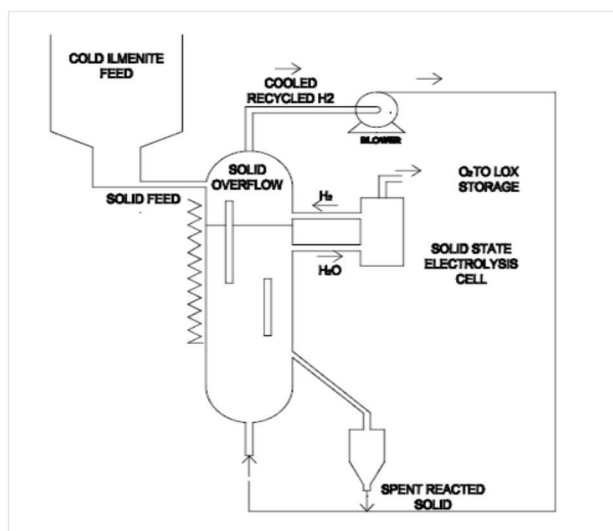 COLD ILMENITE
FEED
COOLED
RECYCLED H2
BLOWER
SOLID
OVERFLOW
O₂ TO LOX
STORAGE
SOLID FEED
H₂
SOLID STATE
ELECTROLYSIS
CELL
H₂O
SPENT REACTED
SOLID